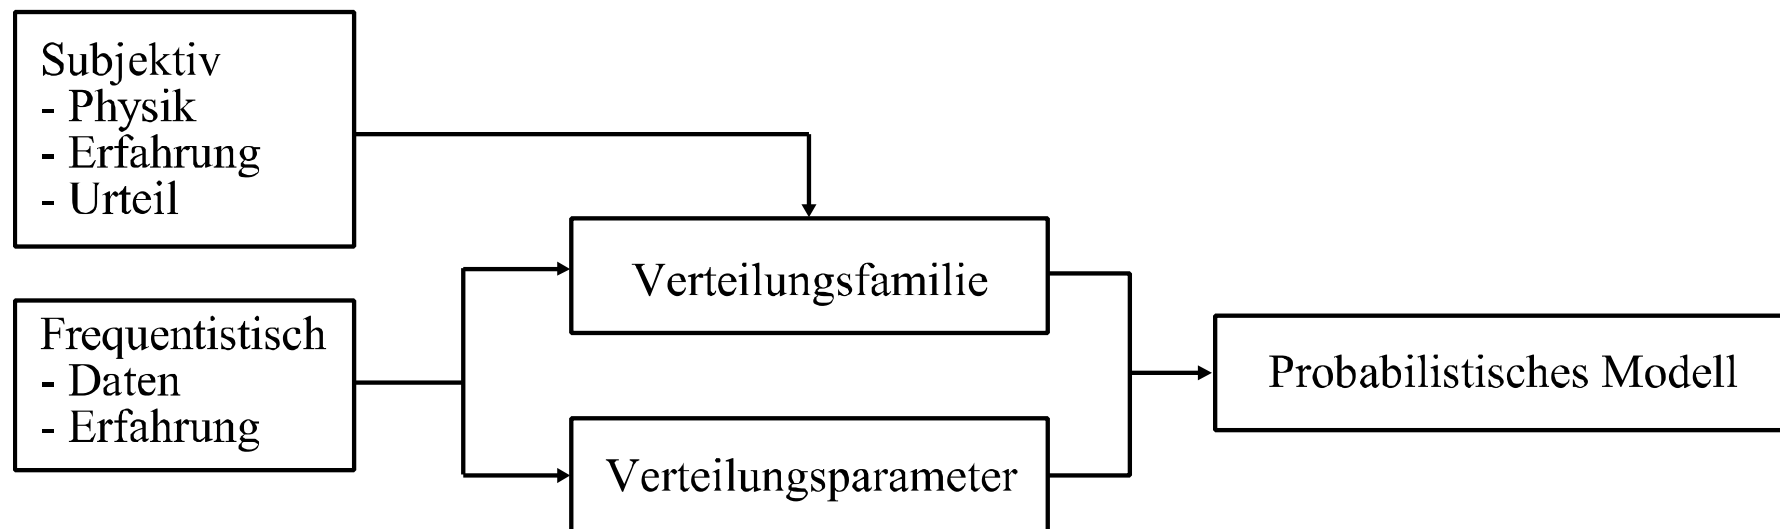 Subjektiv
- Physik
- Erfahrung
- Urteil
Verteilungsfamilie
Frequentistisch
- Daten
- Erfahrung
Probabilistisches Modell
Verteilungsparameter